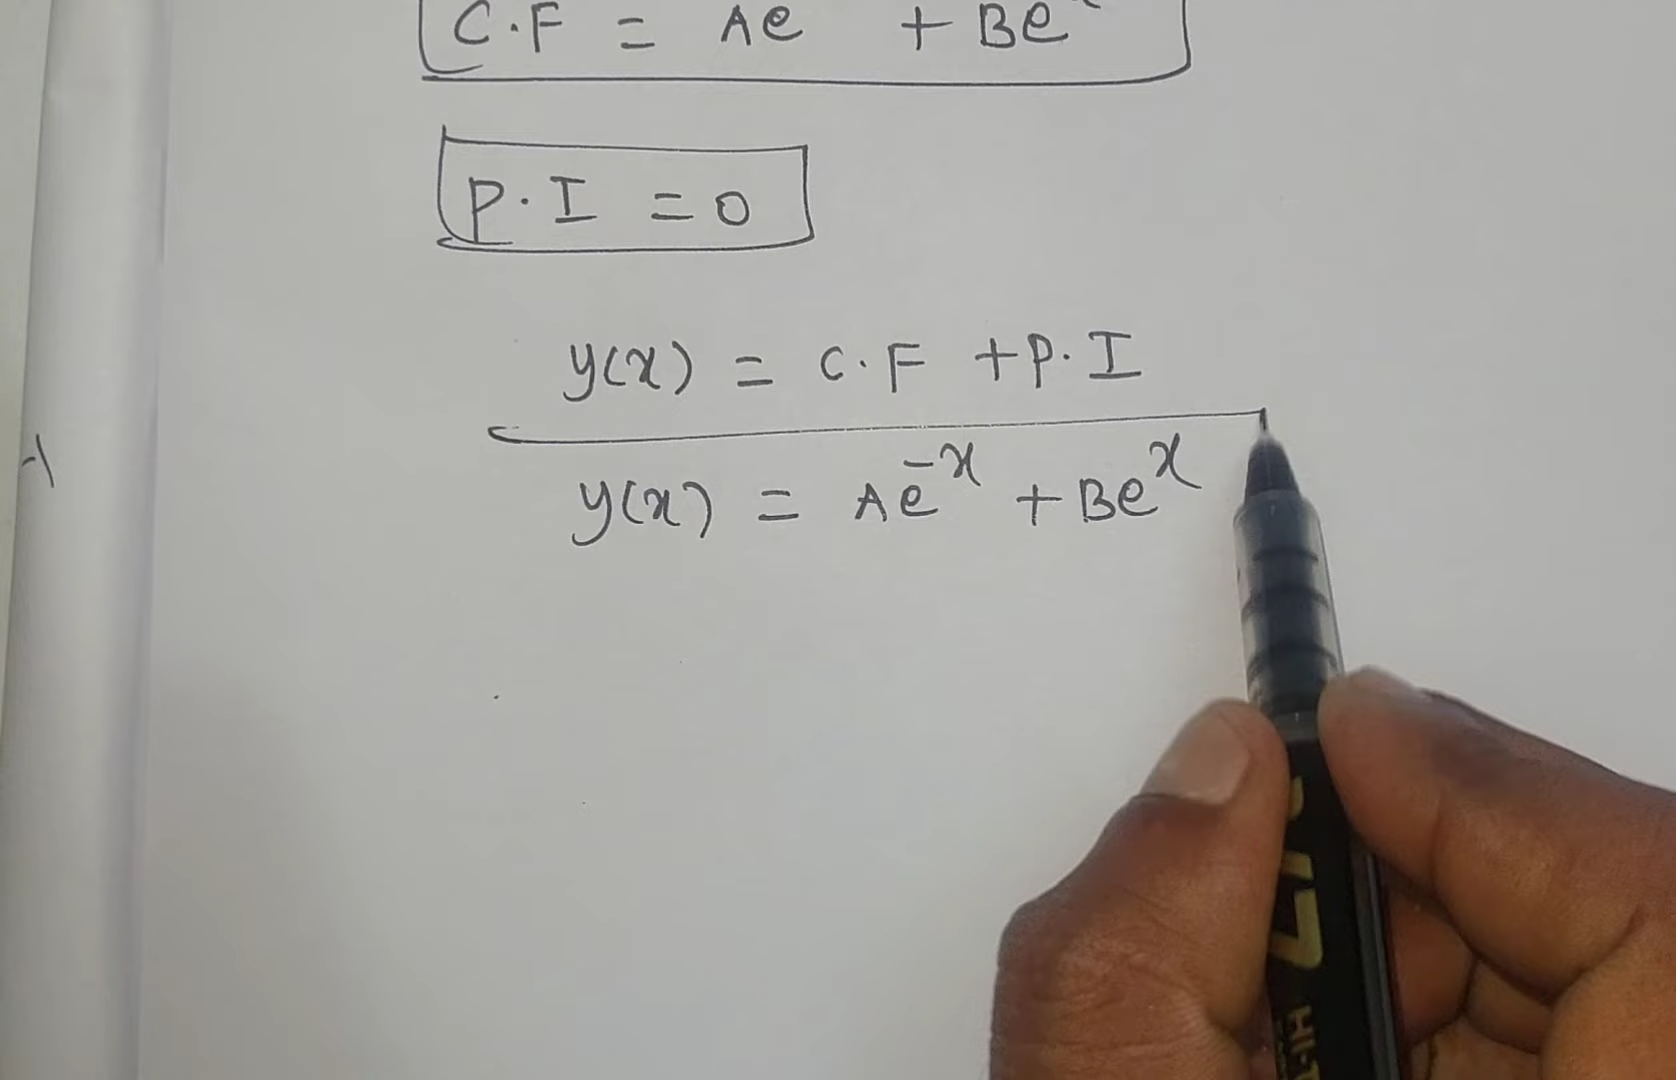 C.F = Ae + Be
P.I = 0
y(x) = C.F + P.I
y(x) = Ae^-x + Be^x